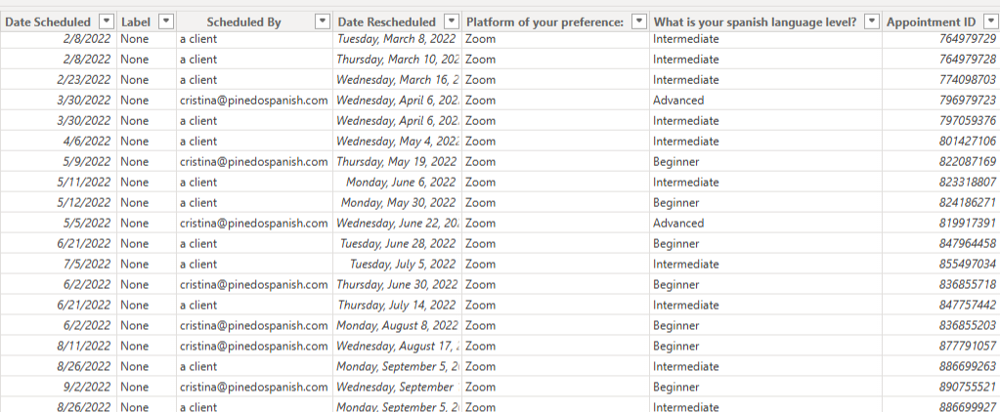 Date Scheduled Label Scheduled By Date Rescheduled Platform of your preference: What is your spanish language level? Appointment ID
2/8/2022 None a client Tuesday, March 8, 2022 Zoom Intermediate 764979729
2/8/2022 None a client Thursday, March 10, 202 Zoom Intermediate 764979728
2/23/2022 None a client Wednesday, March 16, 2 Zoom Intermediate 774098703
3/30/2022 None cristina@pinedospanish.com Wednesday, April 6, 202 Zoom Advanced 796979723
3/30/2022 None a client Wednesday, April 6, 202 Zoom Intermediate 797059376
4/6/2022 None a client Wednesday, May 4, 2022 Zoom Intermediate 801427106
5/9/2022 None cristina@pinedospanish.com Thursday, May 19, 2022 Zoom Beginner 822087169
5/11/2022 None a client Monday, June 6, 2022 Zoom Intermediate 823318807
5/12/2022 None a client Monday, May 30, 2022 Zoom Beginner 824186271
5/5/2022 None cristina@pinedospanish.com Wednesday, June 22, 20 Zoom Advanced 819917391
6/21/2022 None a client Tuesday, June 28, 2022 Zoom Beginner 847964458
7/5/2022 None a client Tuesday, July 5, 2022 Zoom Intermediate 855497034
6/2/2022 None cristina@pinedospanish.com Thursday, June 30, 2022 Zoom Beginner 836855718
6/21/2022 None a client Thursday, July 14, 2022 Zoom Intermediate 847757442
6/2/2022 None cristina@pinedospanish.com Monday, August 8, 2022 Zoom Beginner 836855203
8/11/2022 None cristina@pinedospanish.com Wednesday, August 17, Zoom Beginner 877791057
8/26/2022 None a client Monday, September 5, 2 Zoom Intermediate 886699263
9/2/2022 None cristina@pinedospanish.com Wednesday, September Zoom Beginner 890755521
8/26/2022 None a client Monday, September 5, 2 Zoom Intermediate 886699927